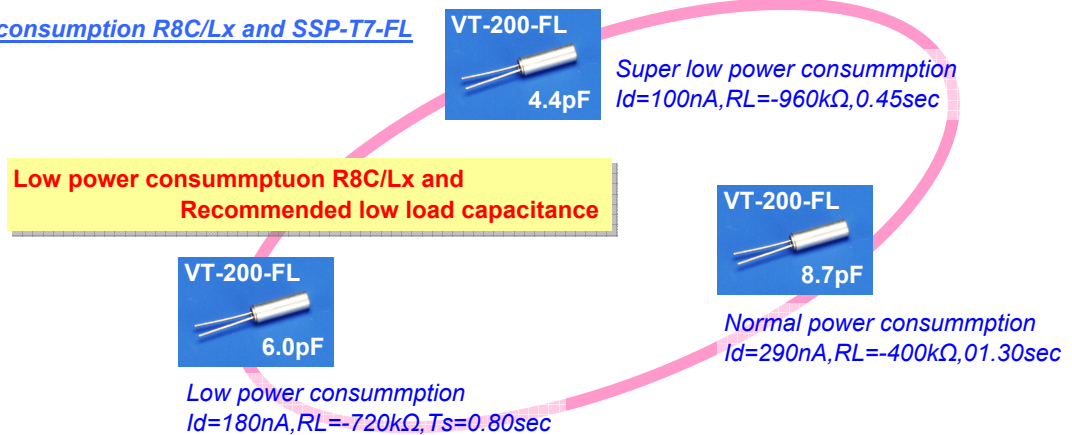 consumption R8C/Lx and SSP-T7-FL
VT-200-FL
4.4pF
Super low power consummption
Id=100nA,RL=-960kΩ,0.45sec
Low power consummptuon R8C/Lx and
Recommended low load capacitance
VT-200-FL
8.7pF
Normal power consummption
Id=290nA,RL=-400kΩ,01.30sec
VT-200-FL
6.0pF
Low power consummption
Id=180nA,RL=-720kΩ,Ts=0.80sec